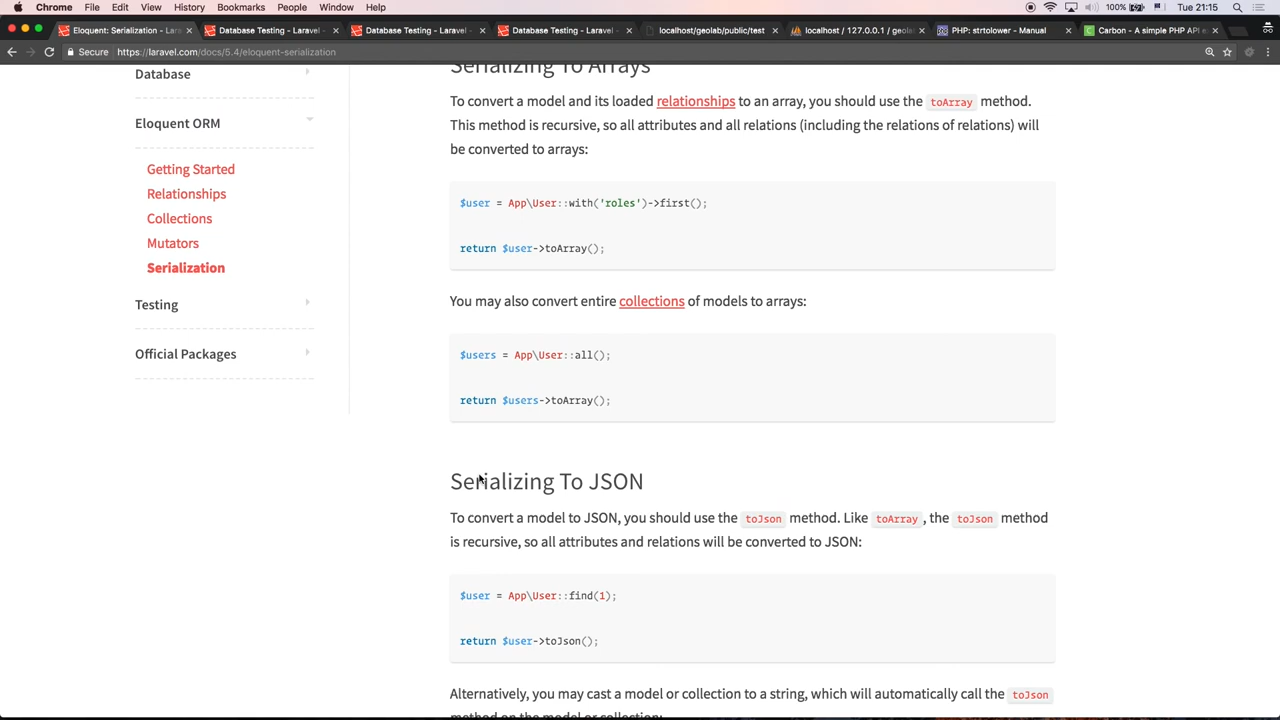 Chrome File Edit View History Bookmarks People Window Help 100% Tue 21:15
Eloquent: Serialization - Lar × Database Testing - Laravel - × Database Testing - Laravel - × Database Testing - Laravel - × localhost/geolab/public/test × localhost / 127.0.0.1 / geola × PHP: strtolower - Manual × Carbon - A simple PHP API e ×
Secure https://laravel.com/docs/5.4/eloquent-serialization
Database
Eloquent ORM
Getting Started
Relationships
Collections
Mutators
Serialization
Testing
Official Packages
Serializing To Arrays
To convert a model and its loaded relationships to an array, you should use the toArray method.
This method is recursive, so all attributes and all relations (including the relations of relations) will
be converted to arrays:
$user = App\User::with('roles')->first();
return $user->toArray();
You may also convert entire collections of models to arrays:
$users = App\User::all();
return $users->toArray();
Serializing To JSON
To convert a model to JSON, you should use the toJson method. Like toArray, the toJson method
is recursive, so all attributes and relations will be converted to JSON:
$user = App\User::find(1);
return $user->toJson();
Alternatively, you may cast a model or collection to a string, which will automatically call the toJson
method on the model or collection: